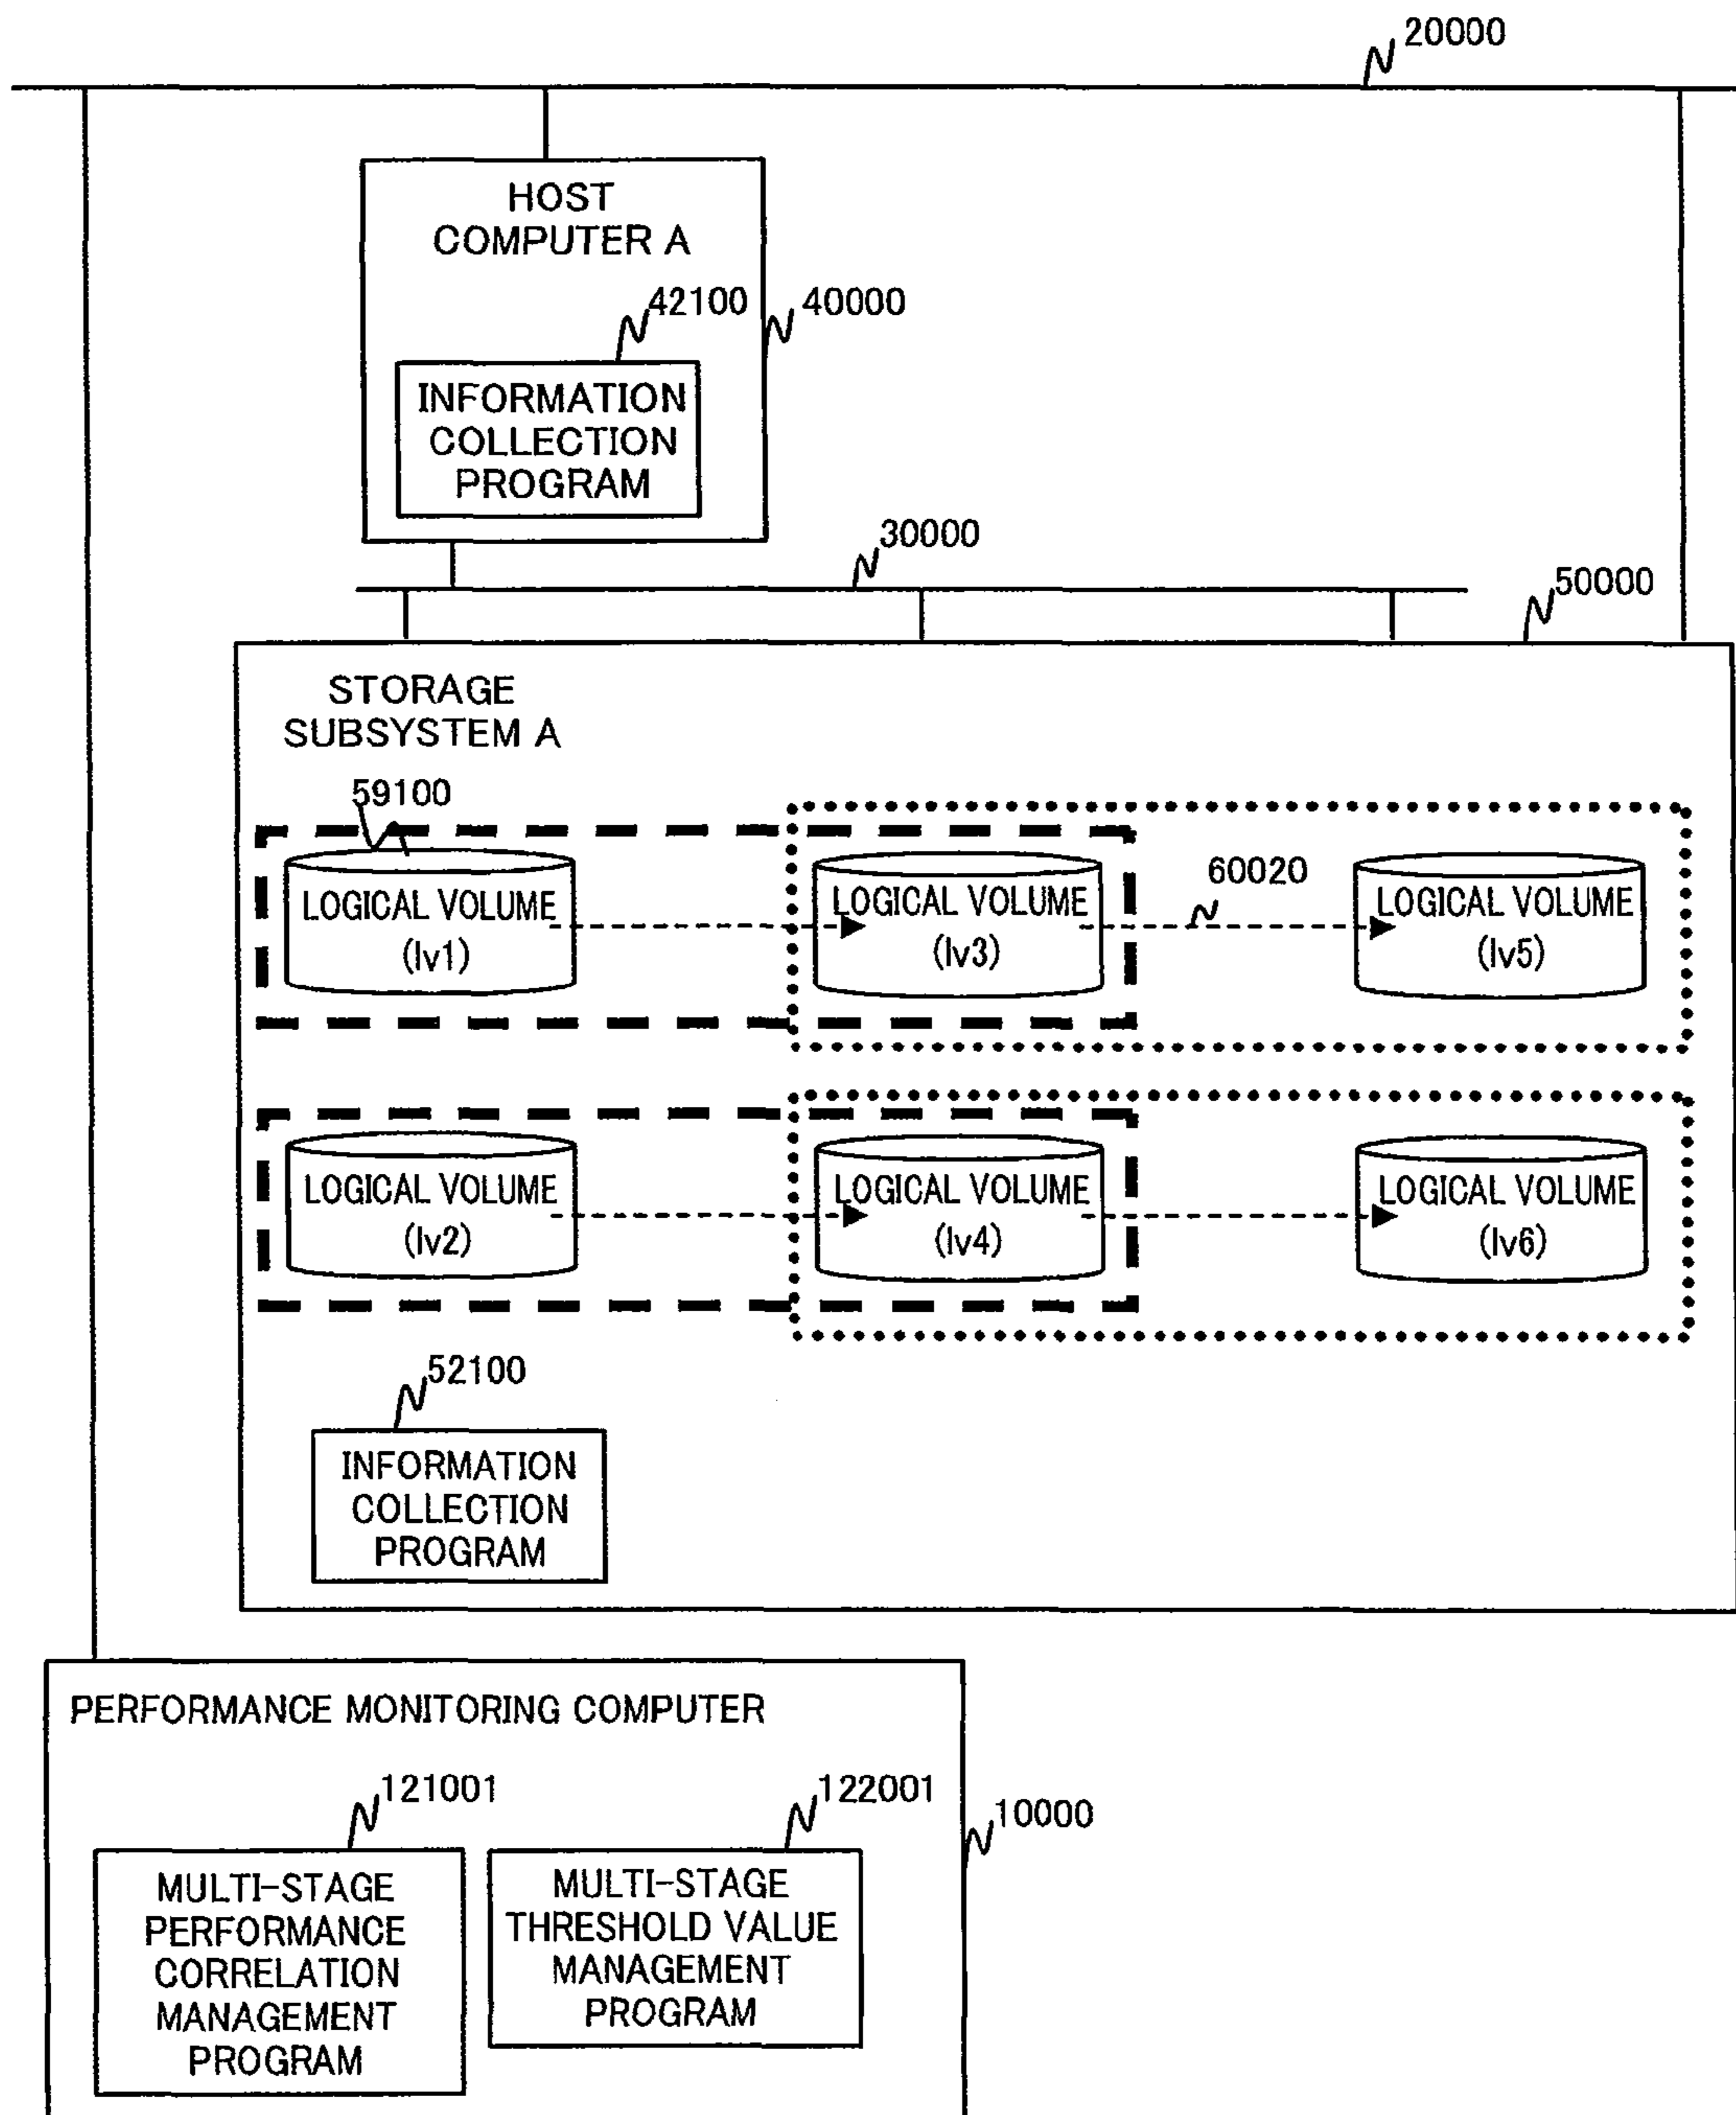 20000
HOST
COMPUTER A
42100
40000
INFORMATION
COLLECTION
PROGRAM
30000
50000
STORAGE
SUBSYSTEM A
59100
60020
LOGICAL VOLUME
(lv1)
LOGICAL VOLUME
(lv3)
LOGICAL VOLUME
(lv5)
LOGICAL VOLUME
(lv2)
LOGICAL VOLUME
(lv4)
LOGICAL VOLUME
(lv6)
52100
INFORMATION
COLLECTION
PROGRAM
PERFORMANCE MONITORING COMPUTER
121001
122001
10000
MULTI-STAGE
PERFORMANCE
CORRELATION
MANAGEMENT
PROGRAM
MULTI-STAGE
THRESHOLD VALUE
MANAGEMENT
PROGRAM